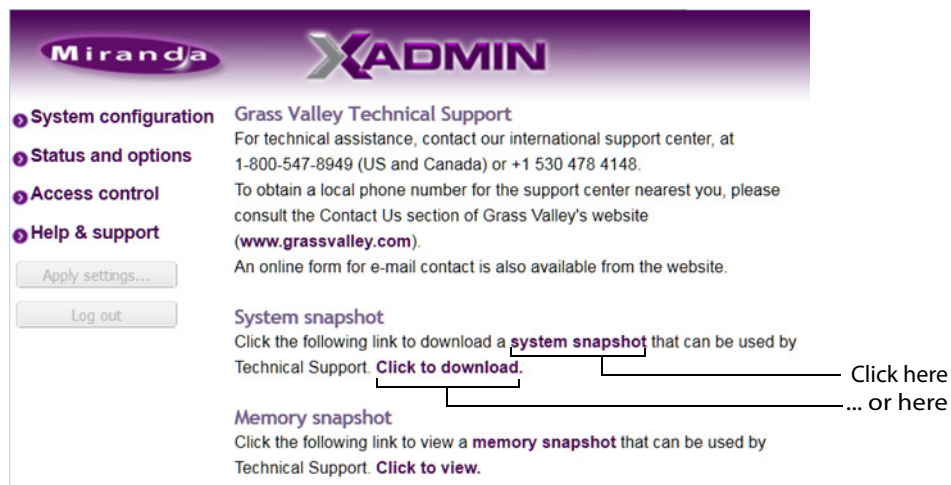 Miranda
XADMIN
System configuration
Status and options
Access control
Help & support
Apply settings...
Log out
Grass Valley Technical Support
For technical assistance, contact our international support center, at
1-800-547-8949 (US and Canada) or +1 530 478 4148.
To obtain a local phone number for the support center nearest you, please
consult the Contact Us section of Grass Valley's website
(www.grassvalley.com).
An online form for e-mail contact is also available from the website.
System snapshot
Click the following link to download a system snapshot that can be used by
Technical Support. Click to download.
Click here
... or here
Memory snapshot
Click the following link to view a memory snapshot that can be used by
Technical Support. Click to view.